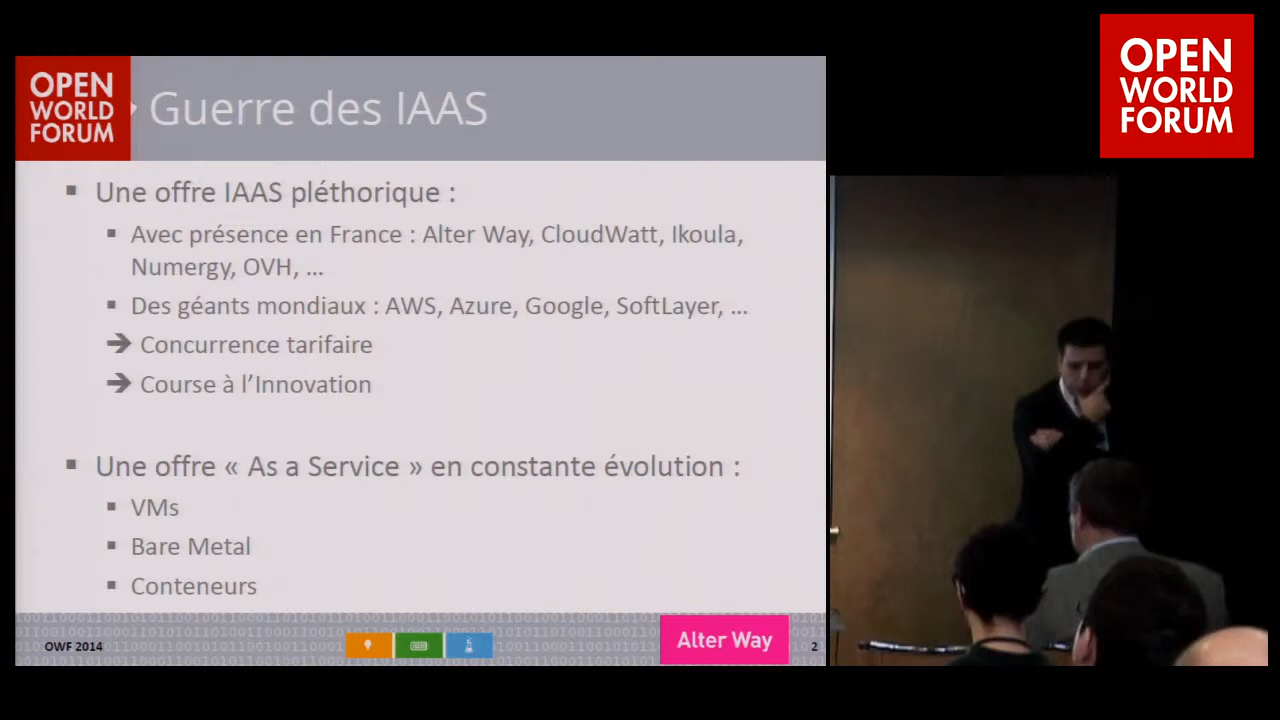 OPEN
WORLD
FORUM
Guerre des IAAS
Une offre IAAS pléthorique :
Avec présence en France : Alter Way, CloudWatt, Ikoula,
Numergy, OVH, ...
Des géants mondiaux : AWS, Azure, Google, SoftLayer, ...
➔ Concurrence tarifaire
➔ Course à l’Innovation
Une offre « As a Service » en constante évolution :
VMs
Bare Metal
Conteneurs
OWF 2014
Alter Way
2
OPEN
WORLD
FORUM